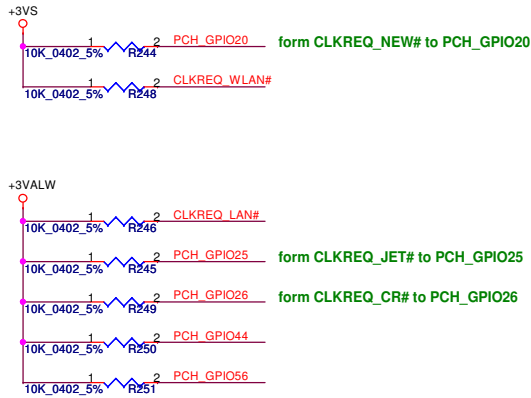 +3VS
1 2 PCH_GPIO20 form CLKREQ_NEW# to PCH_GPIO20
10K_0402_5% R244
1 2 CLKREQ_WLAN#
10K_0402_5% R248
+3VALW
1 2 CLKREQ_LAN#
10K_0402_5% R246
1 2 PCH_GPIO25 form CLKREQ_JET# to PCH_GPIO25
10K_0402_5% R245
1 2 PCH_GPIO26 form CLKREQ_CR# to PCH_GPIO26
10K_0402_5% R249
1 2 PCH_GPIO44
10K_0402_5% R250
1 2 PCH_GPIO56
10K_0402_5% R251